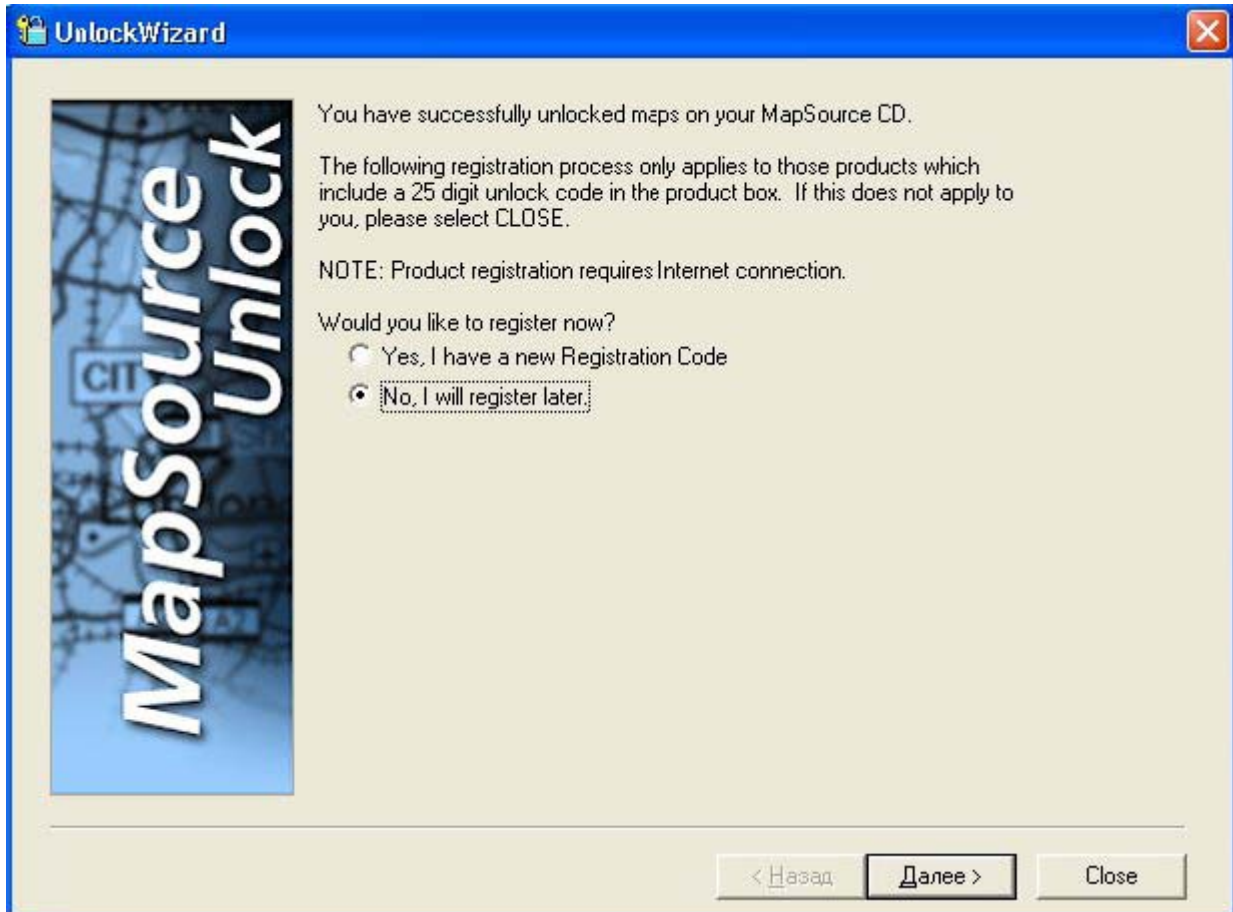 UnlockWizard
MapSource
Unlock
CIT
A2
You have successfully unlocked maps on your MapSource CD.
The following registration process only applies to those products which
include a 25 digit unlock code in the product box. If this does not apply to
you, please select CLOSE.
NOTE: Product registration requires Internet connection.
Would you like to register now?
Yes, I have a new Registration Code
No, I will register later.
< Назад
Далее >
Close